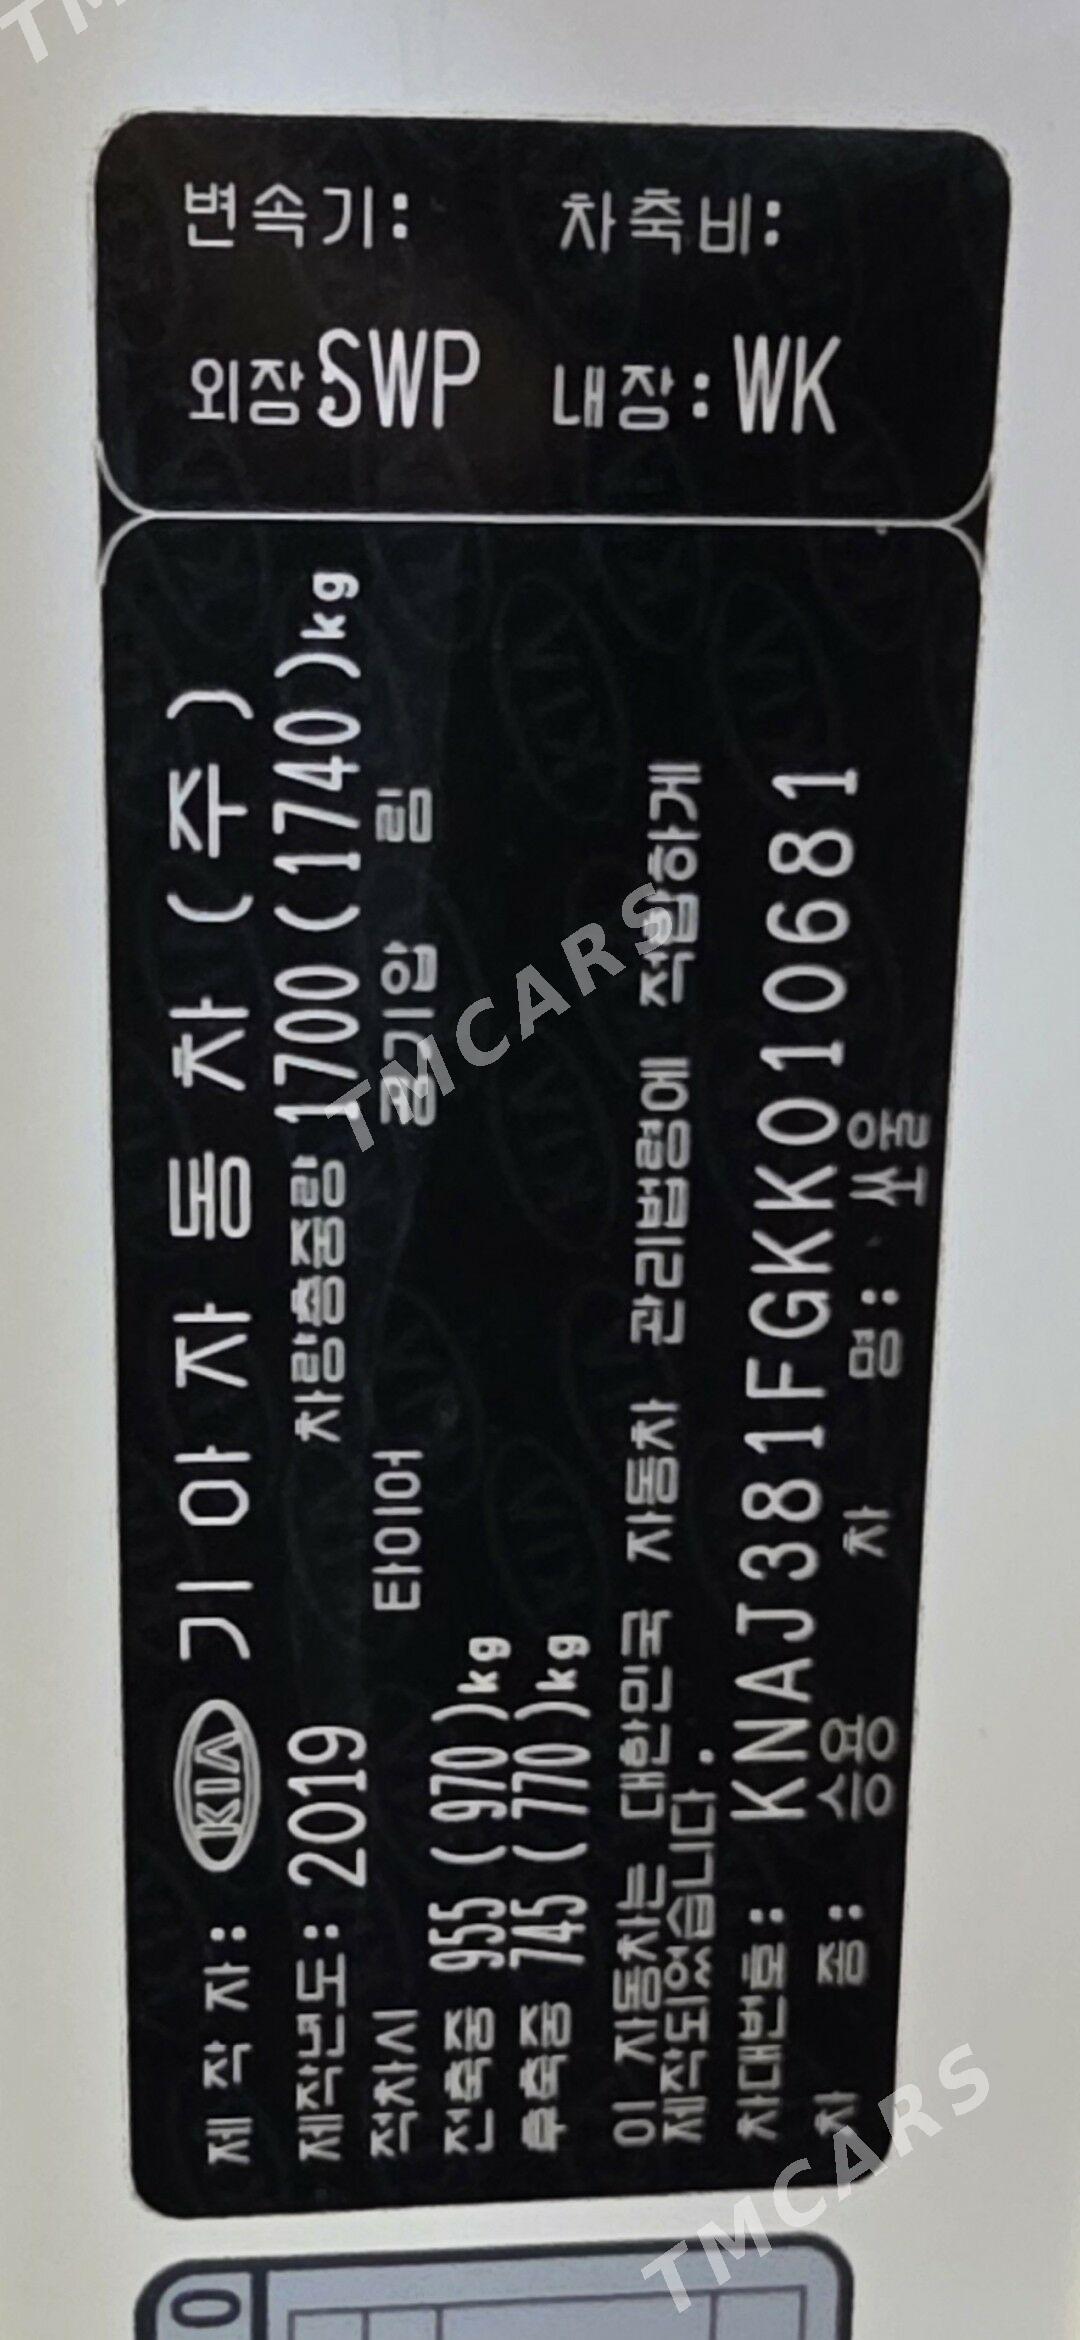 변속기: 차축비:
외장 SWP 내장: WK
제 작 자: KIA 기 아 자 동 차 (주)
제작년도: 2019 차량총중량 1700 (1740)kg
적차시 타이어 공기압 림
전축중 955 ( 970 )kg
후축중 745 ( 770 )kg
이 자동차는 대한민국 자동차 관리법령에 적합하게
제작되었습니다.
차대번호: KNAJ381FGKK010681
차 종: 승용 차 명: 쏘울
TMCARS
TMCARS